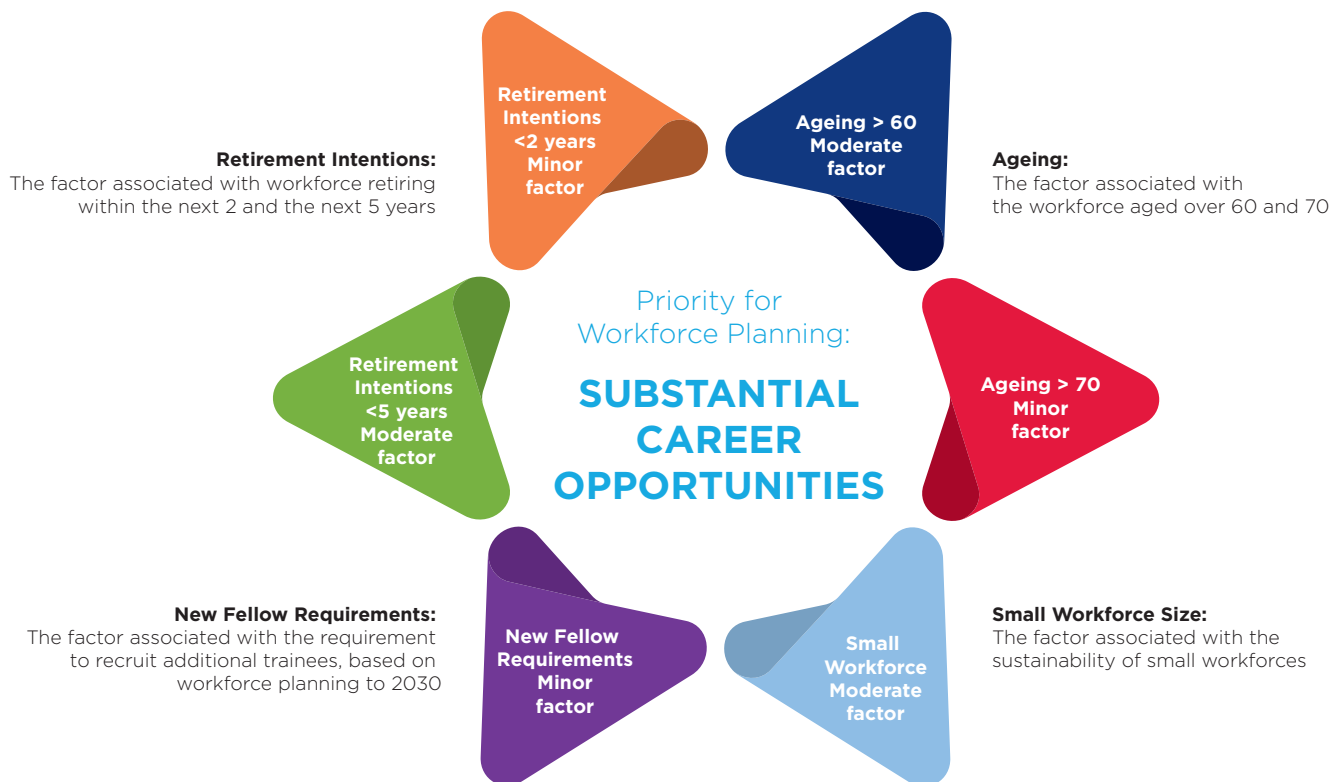 Retirement
Intentions
<2 years
Minor
factor
Ageing > 60
Moderate
factor
Retirement Intentions:
The factor associated with workforce retiring
within the next 2 and the next 5 years
Ageing:
The factor associated with
the workforce aged over 60 and 70
Priority for
Workforce Planning:
SUBSTANTIAL
CAREER
OPPORTUNITIES
Retirement
Intentions
<5 years
Moderate
factor
Ageing > 70
Minor
factor
New Fellow Requirements:
The factor associated with the requirement
to recruit additional trainees, based on
workforce planning to 2030
New Fellow
Requirements
Minor
factor
Small
Workforce
Moderate
factor
Small Workforce Size:
The factor associated with the
sustainability of small workforces